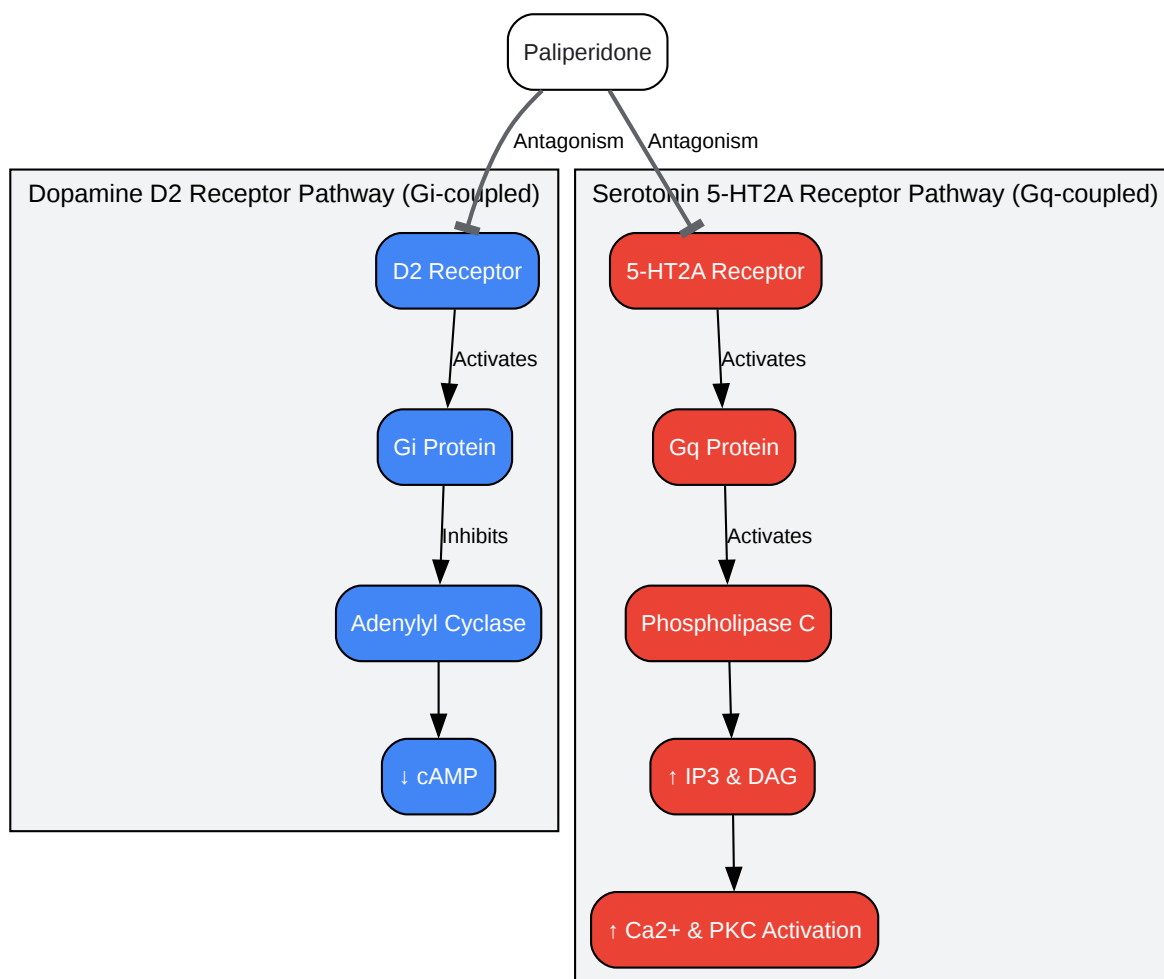 Paliperidone
Antagonism
Antagonism
Dopamine D2 Receptor Pathway (Gi-coupled)
Serotonin 5-HT2A Receptor Pathway (Gq-coupled)
D2 Receptor
5-HT2A Receptor
Activates
Activates
Gi Protein
Gq Protein
Inhibits
Activates
Adenylyl Cyclase
Phospholipase C
↓ cAMP
↑ IP3 & DAG
↑ Ca2+ & PKC Activation